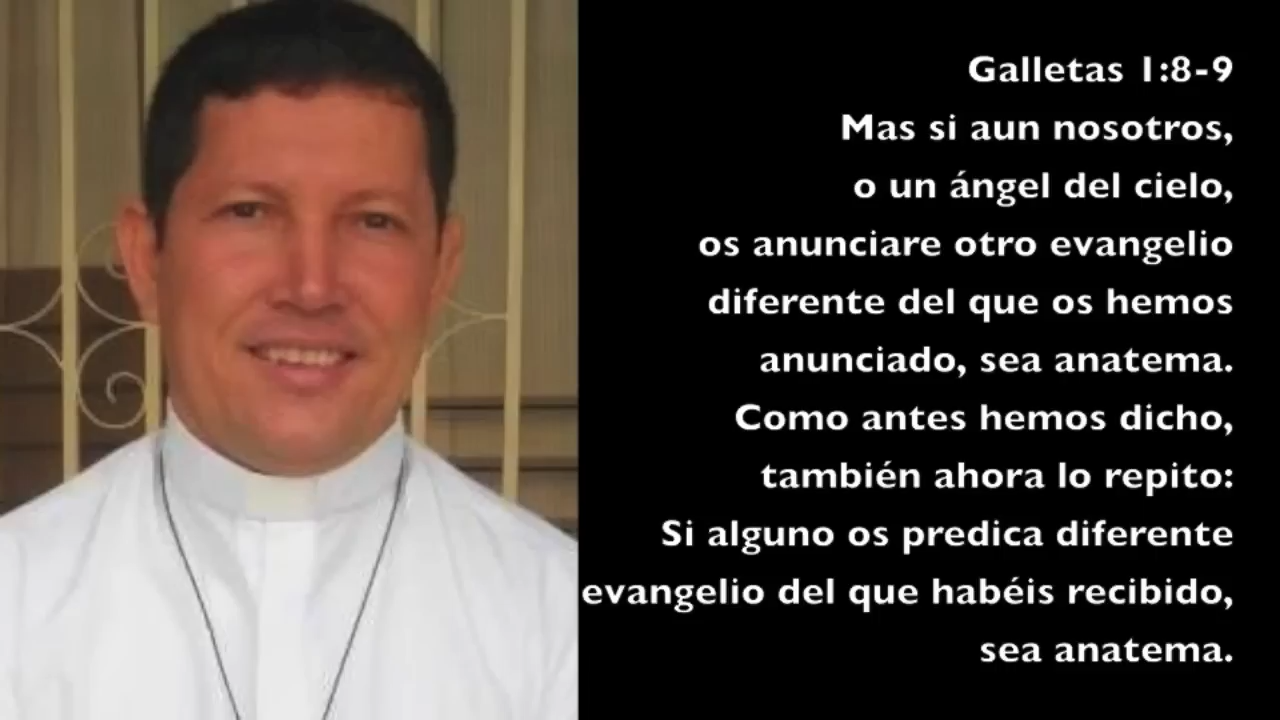 Galletas 1:8-9
Mas si aun nosotros,
o un ángel del cielo,
os anunciare otro evangelio
diferente del que os hemos
anunciado, sea anatema.
Como antes hemos dicho,
también ahora lo repito:
Si alguno os predica diferente
evangelio del que habéis recibido,
sea anatema.